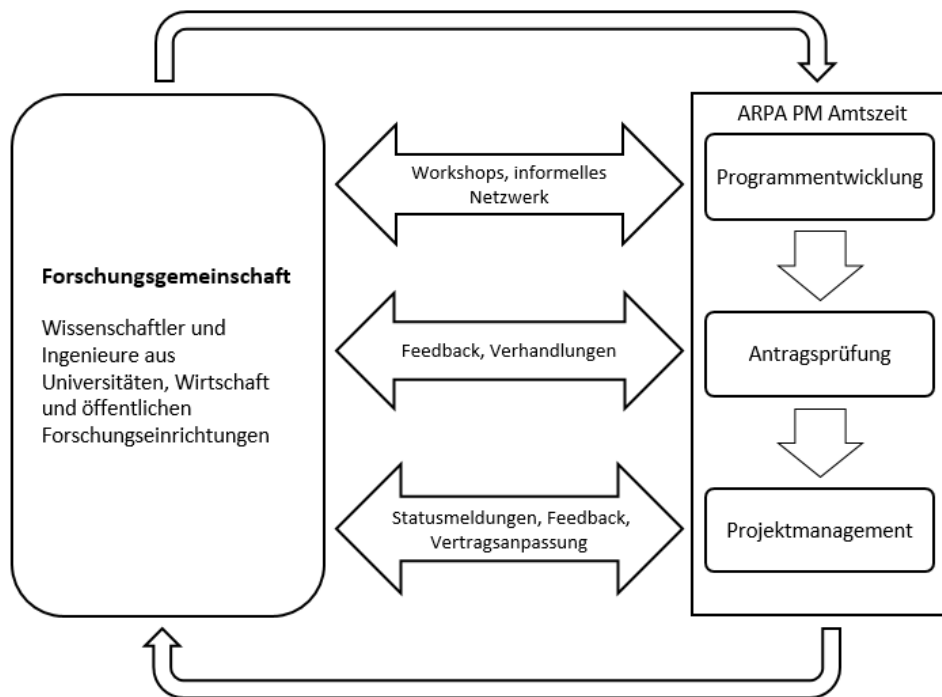 ARPA PM Amtszeit
Programmentwicklung
Workshops, informelles
Netzwerk
Forschungsgemeinschaft
Wissenschaftler und
Ingenieure aus
Universitäten, Wirtschaft
und öffentlichen
Forschungseinrichtungen
Feedback, Verhandlungen
Antragsprüfung
Statusmeldungen, Feedback,
Vertragsanpassung
Projektmanagement